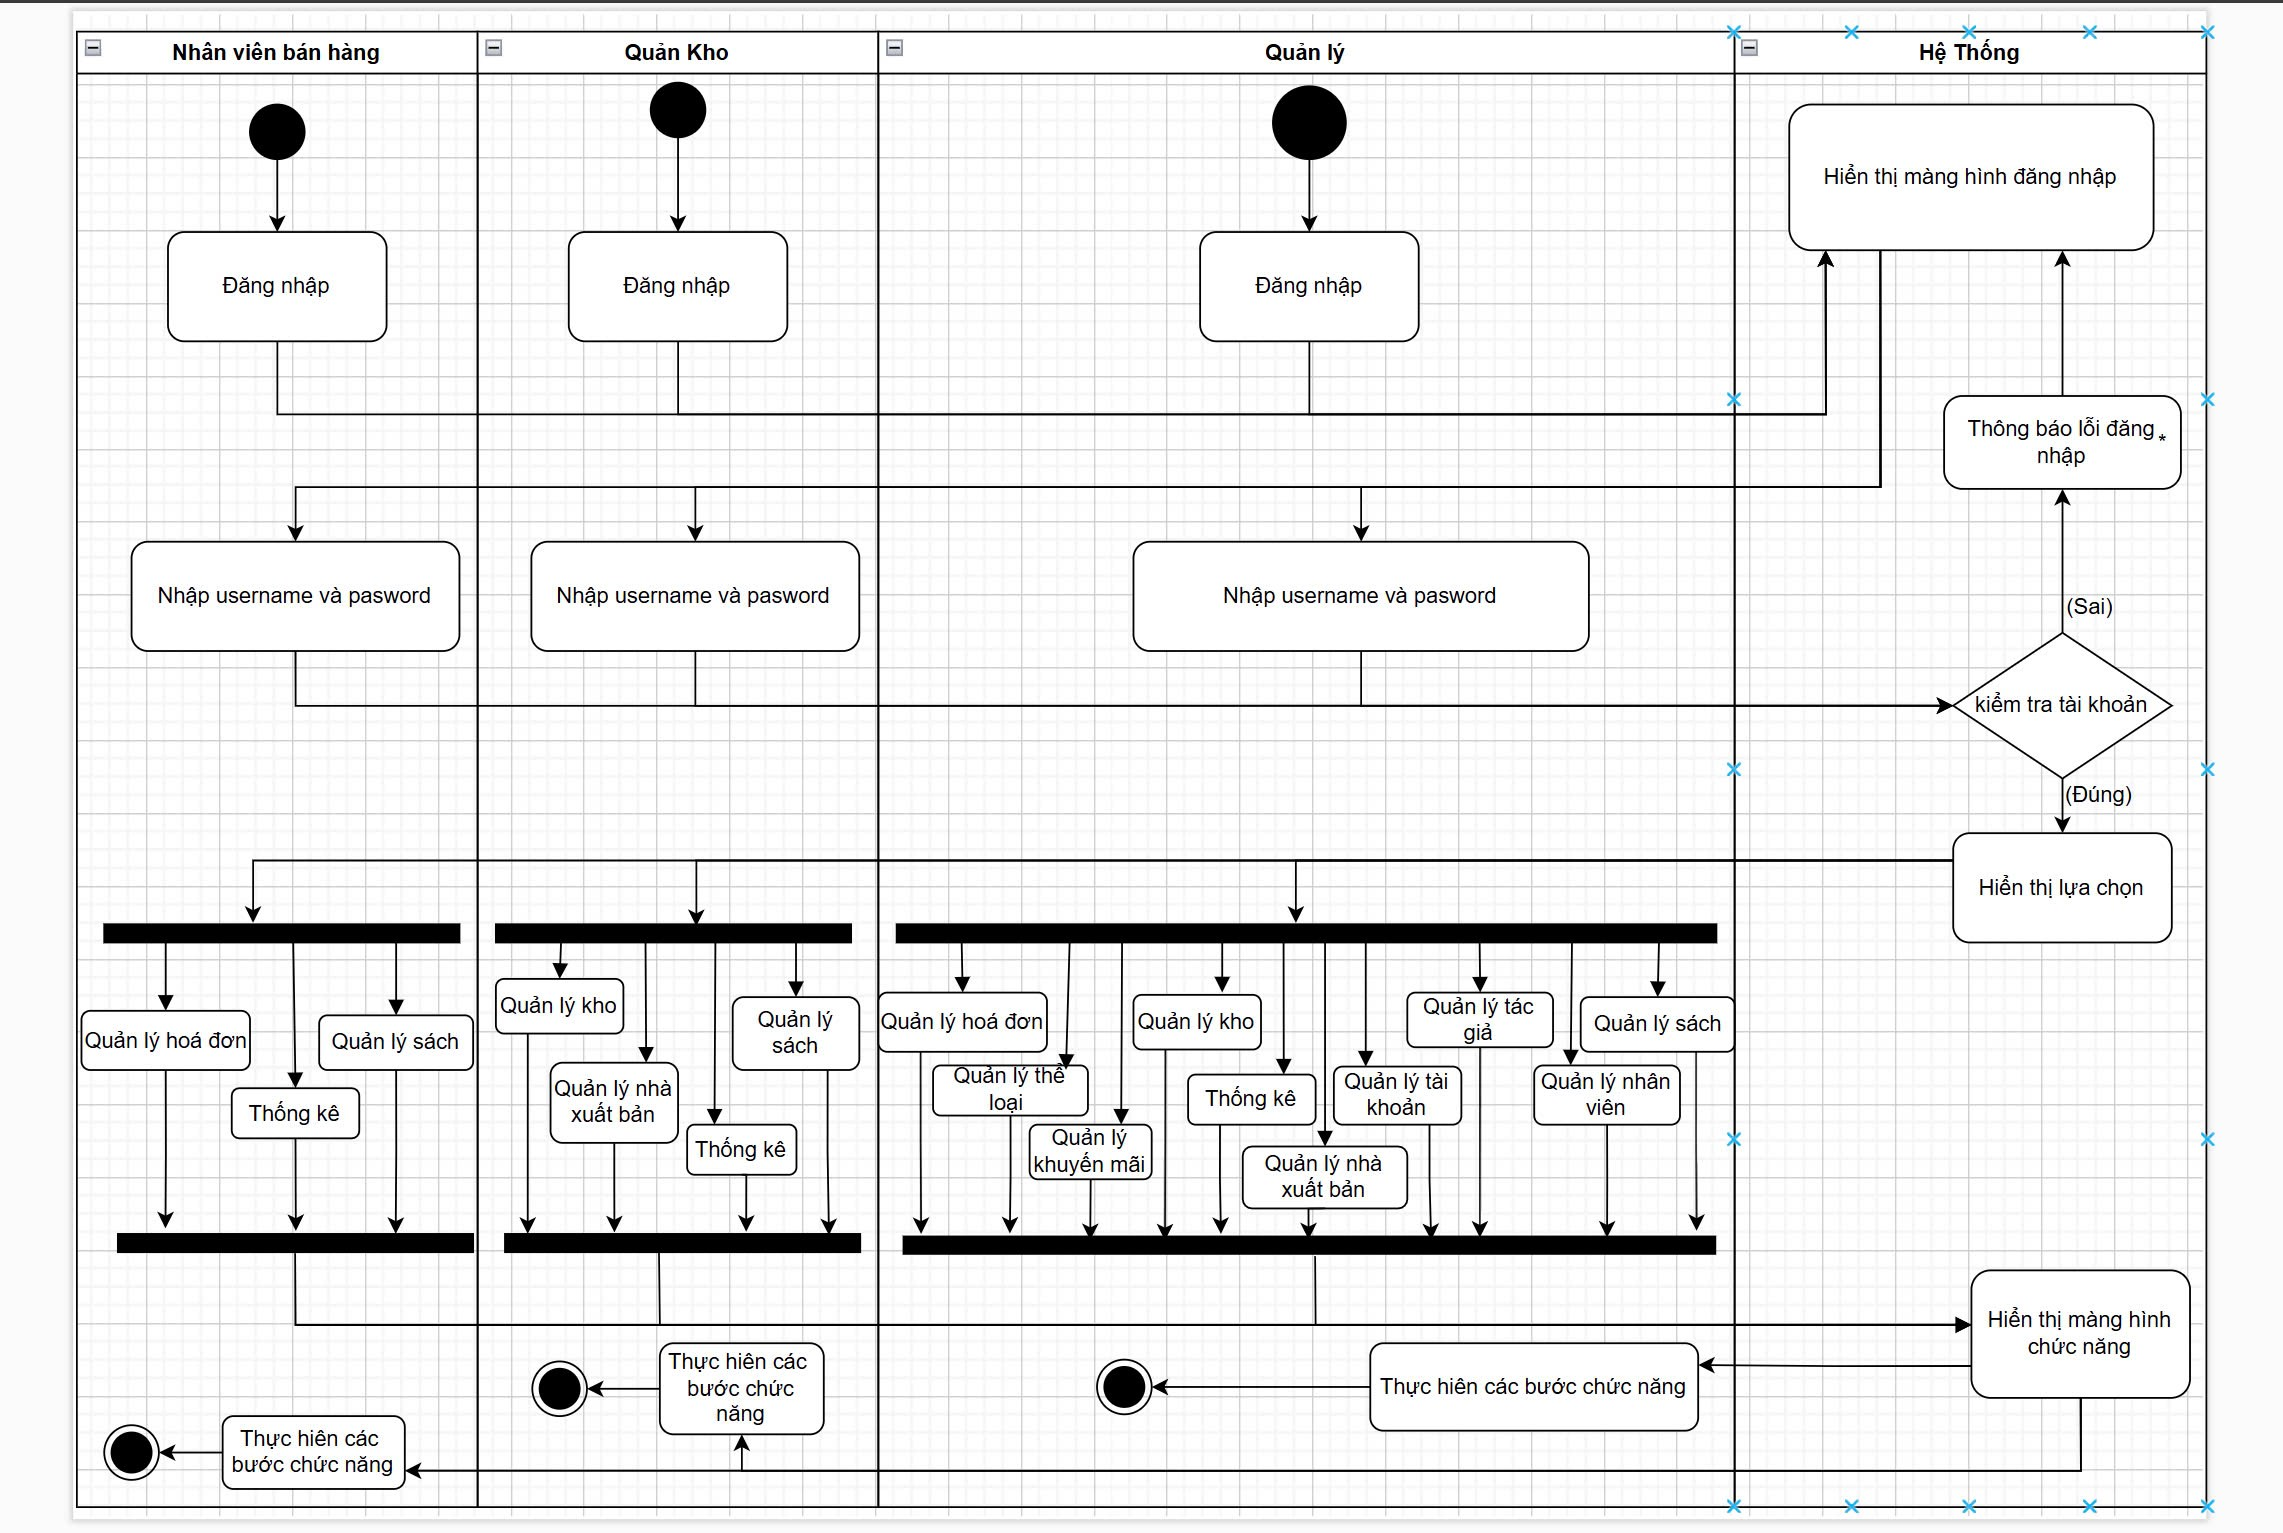 Nhân viên bán hàng
Quản Kho
Quản lý
Hệ Thống
Hiển thị màng hình đăng nhập
Đăng nhập
Đăng nhập
Đăng nhập
Thông báo lỗi đăng
nhập
*
Nhập username và pasword
Nhập username và pasword
Nhập username và pasword
(Sai)
kiểm tra tài khoản
(Đúng)
Hiển thị lựa chọn
Quản lý hoá đơn
Thống kê
Quản lý sách
Quản lý kho
Quản lý nhà
xuất bản
Thống kê
Quản lý
sách
Quản lý hoá đơn
Quản lý thể
loại
Quản lý
khuyến mãi
Quản lý kho
Thống kê
Quản lý nhà
xuất bản
Quản lý tài
khoản
Quản lý tác
giả
Quản lý nhân
viên
Quản lý sách
Hiển thị màng hình
chức năng
Thực hiên các
bước chức
năng
Thực hiên các bước chức năng
Thực hiên các
bước chức năng